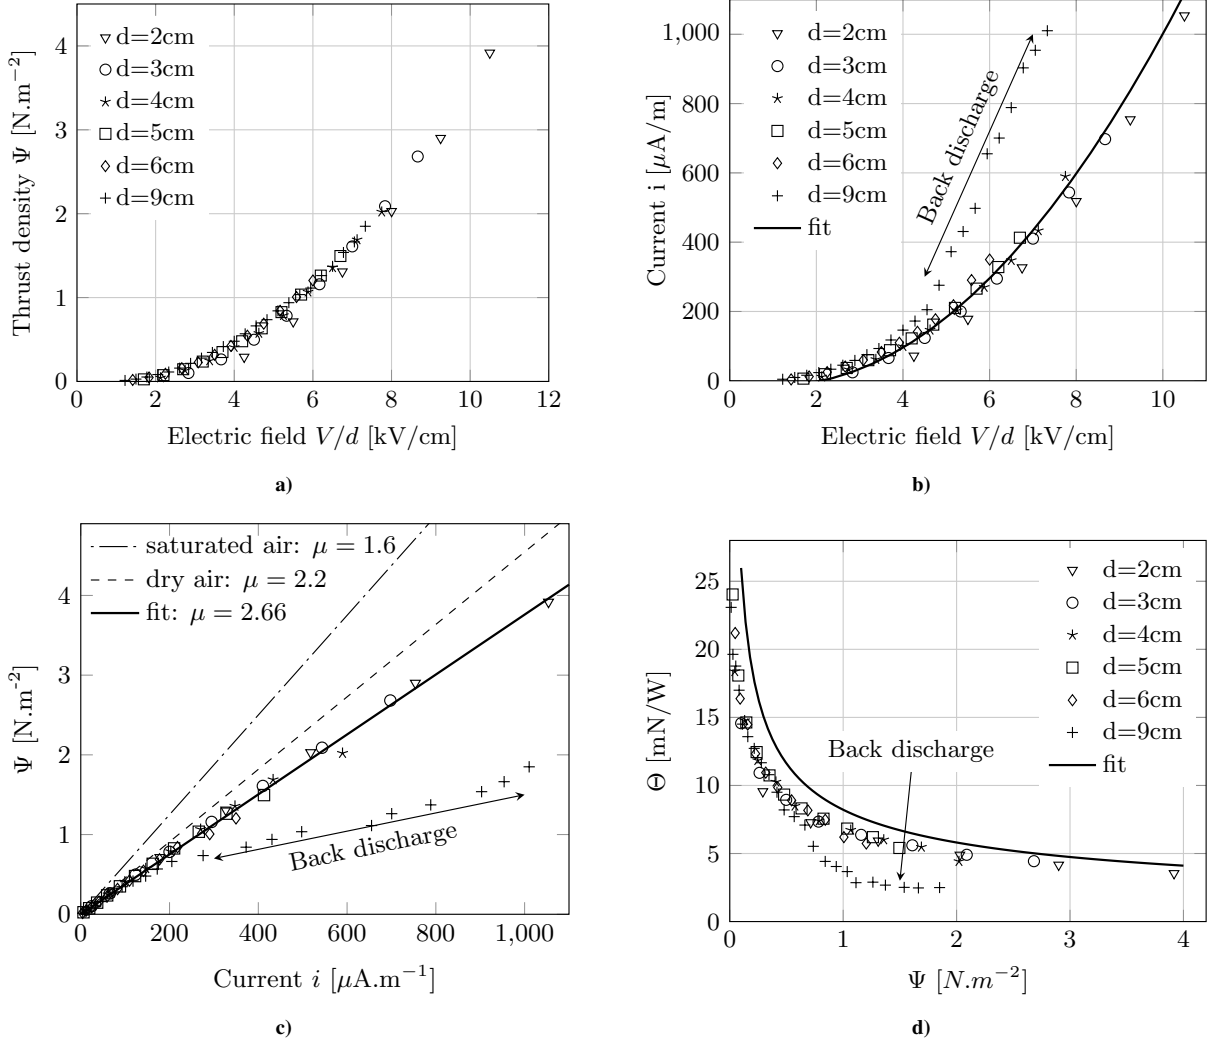 Thrust density Ψ [N.m⁻²]
4
3
2
1
0
d=2cm
d=3cm
d=4cm
d=5cm
d=6cm
d=9cm
0 2 4 6 8 10 12
Electric field V/d [kV/cm]
a)
Current i [μA/m]
1,000
800
600
400
200
0
d=2cm
d=3cm
d=4cm
d=5cm
d=6cm
d=9cm
fit
Back discharge
0 2 4 6 8 10
Electric field V/d [kV/cm]
b)
Ψ [N.m⁻²]
4
3
2
1
0
saturated air: μ = 1.6
dry air: μ = 2.2
fit: μ = 2.66
Back discharge
0 200 400 600 800 1,000
Current i [μA.m⁻¹]
c)
Θ [mN/W]
25
20
15
10
5
0
d=2cm
d=3cm
d=4cm
d=5cm
d=6cm
d=9cm
fit
Back discharge
0 1 2 3 4
Ψ [N.m⁻²]
d)